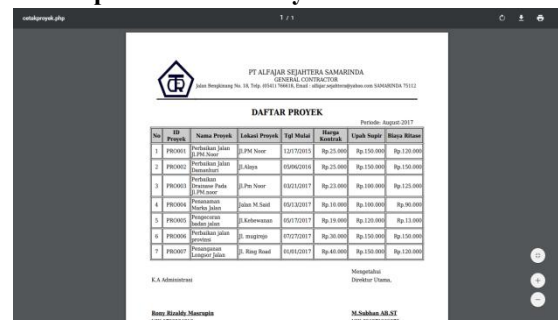 cetakproyek.php
1 / 1
PT ALFAJAR SEJAHTERA SAMARINDA
GENERAL CONTRACTOR
DAFTAR PROYEK
Periode: August-2017
No ID Proyek Nama Proyek Lokasi Proyek Tgl Mulai Harga Kontrak Upah Supir Biaya Ritase
1 PRO001 Perbaikan Jalan Jl.PM.Noor Jl.PM Noor 12/17/2015 Rp.25.000 Rp.150.000 Rp.120.000
2 PRO002 Perbaikan Jalan Damanhuri Jl.Alaya 05/06/2016 Rp.25.000 Rp.150.000 Rp.150.000
3 PRO003 Perbaikan Drainase Pada Jl.PM.noor Jl.Pm Noor 03/21/2017 Rp.23.000 Rp.100.000 Rp.125.000
4 PRO004 Penanaman Marka Jalan Jalan M.Said 05/13/2017 Rp.10.000 Rp.100.000 Rp.90.000
5 PRO005 Pengecoran badan jalan Jl.Kebewanan 05/17/2017 Rp.19.000 Rp.120.000 Rp.13.000
6 PRO006 Perbaikan jalan provinsi Jl. mugirejo 07/27/2017 Rp.30.000 Rp.150.000 Rp.150.000
7 PRO007 Penanganan Longsor Jalan Jl. Ring Road 01/01/2017 Rp.40.000 Rp.150.000 Rp.120.000
Mengetahui
K.A Administrasi Direktur Utama,
Rony Rizaldy Masrupin M.Subhan AB.ST